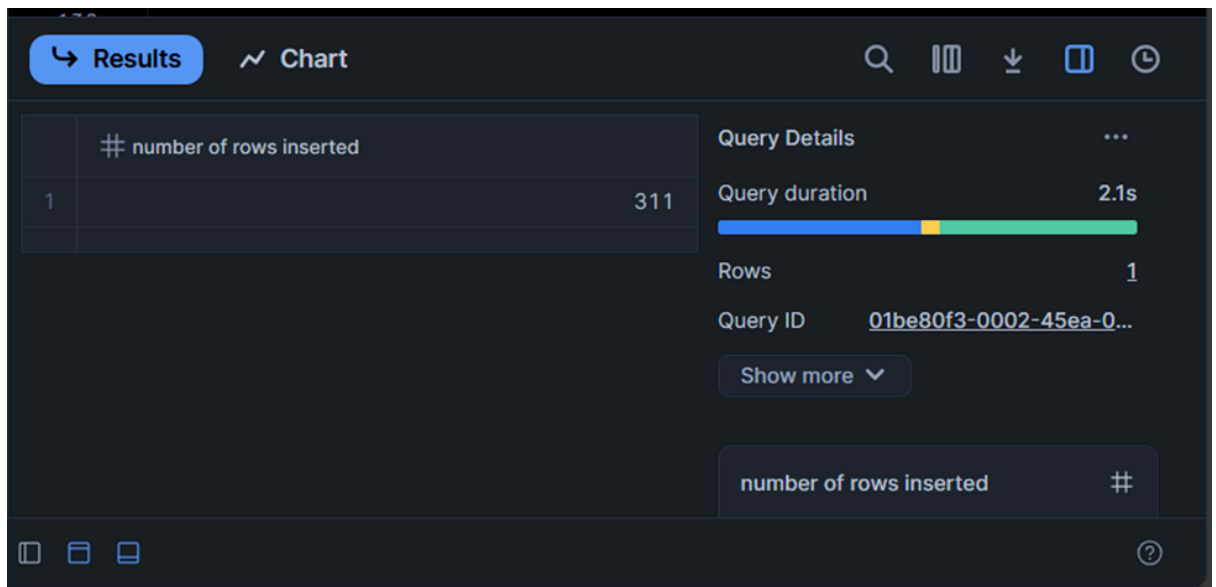 Results
Chart
number of rows inserted
1
311
Query Details
Query duration
2.1s
Rows
1
Query ID
01be80f3-0002-45ea-0...
Show more
number of rows inserted